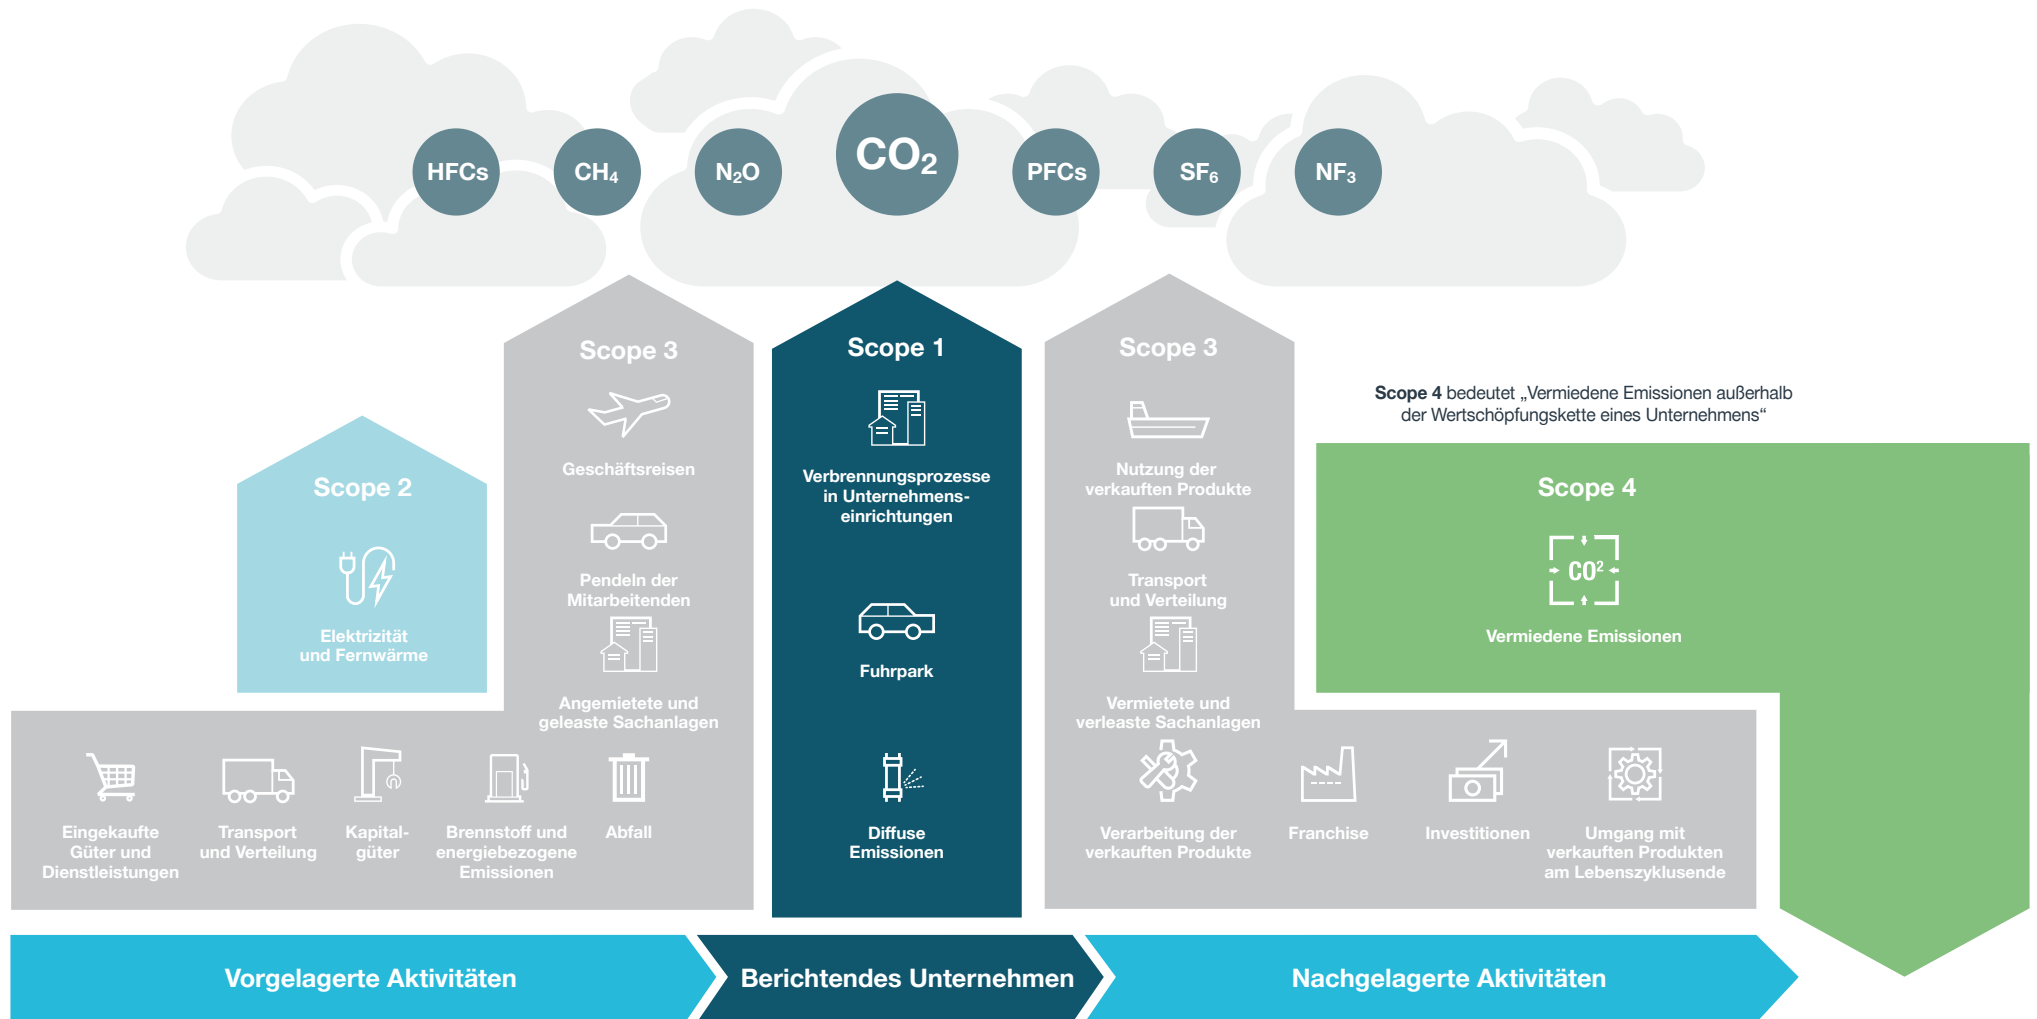 HFCs
CH₄
N₂O
CO₂
PFCs
SF₆
NF₃
Scope 2
Elektrizität
und Fernwärme
Scope 3
Geschäftsreisen
Pendeln der
Mitarbeitenden
Angemietete und
geleaste Sachanlagen
Eingekaufte
Güter und
Dienstleistungen
Transport
und Verteilung
Kapital-
güter
Brennstoff und
energiebezogene
Emissionen
Abfall
Scope 1
Verbrennungsprozesse
in Unternehmens-
einrichtungen
Fuhrpark
Diffuse
Emissionen
Scope 3
Nutzung der
verkauften Produkte
Transport
und Verteilung
Vermietete und
verleaste Sachanlagen
Verarbeitung der
verkauften Produkte
Franchise
Investitionen
Umgang mit
verkauften Produkten
am Lebenszyklusende
Scope 4 bedeutet „Vermiedene Emissionen außerhalb
der Wertschöpfungskette eines Unternehmens“
Scope 4
CO²
Vermiedene Emissionen
Vorgelagerte Aktivitäten
Berichtendes Unternehmen
Nachgelagerte Aktivitäten